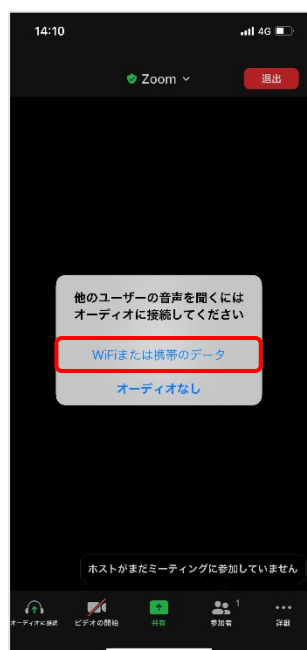 14:10 4G
Zoom 退出
他のユーザーの音声を聞くには
オーディオに接続してください
WiFiまたは携帯のデータ
オーディオなし
ホストがまだミーティングに参加していません
1
オーディオに接続 ビデオの開始 共有 参加者 詳細